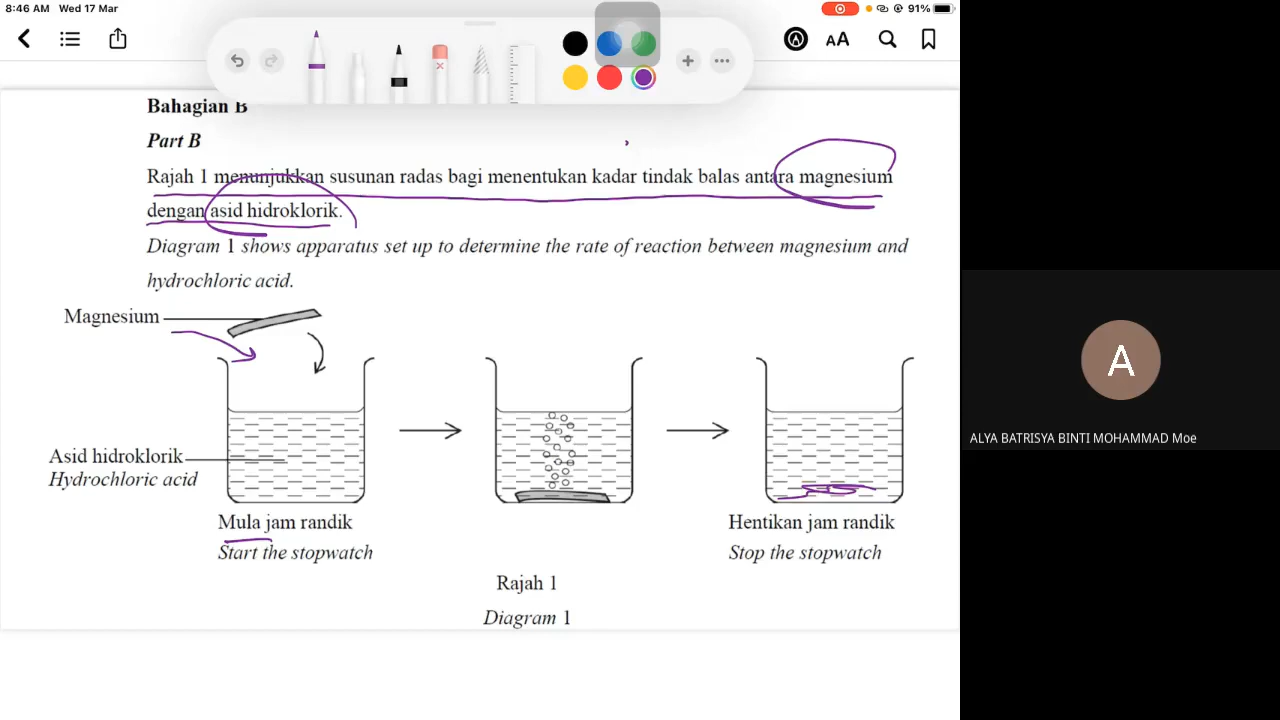 8:46 AM Wed 17 Mar
91%
AA
Bahagian B
Part B
Rajah 1 menunjukkan susunan radas bagi menentukan kadar tindak balas antara magnesium
dengan asid hidroklorik.
Diagram 1 shows apparatus set up to determine the rate of reaction between magnesium and
hydrochloric acid.
Magnesium
Asid hidroklorik
Hydrochloric acid
Mula jam randik
Start the stopwatch
Hentikan jam randik
Stop the stopwatch
Rajah 1
Diagram 1
A
ALYA BATRISYA BINTI MOHAMMAD Moe